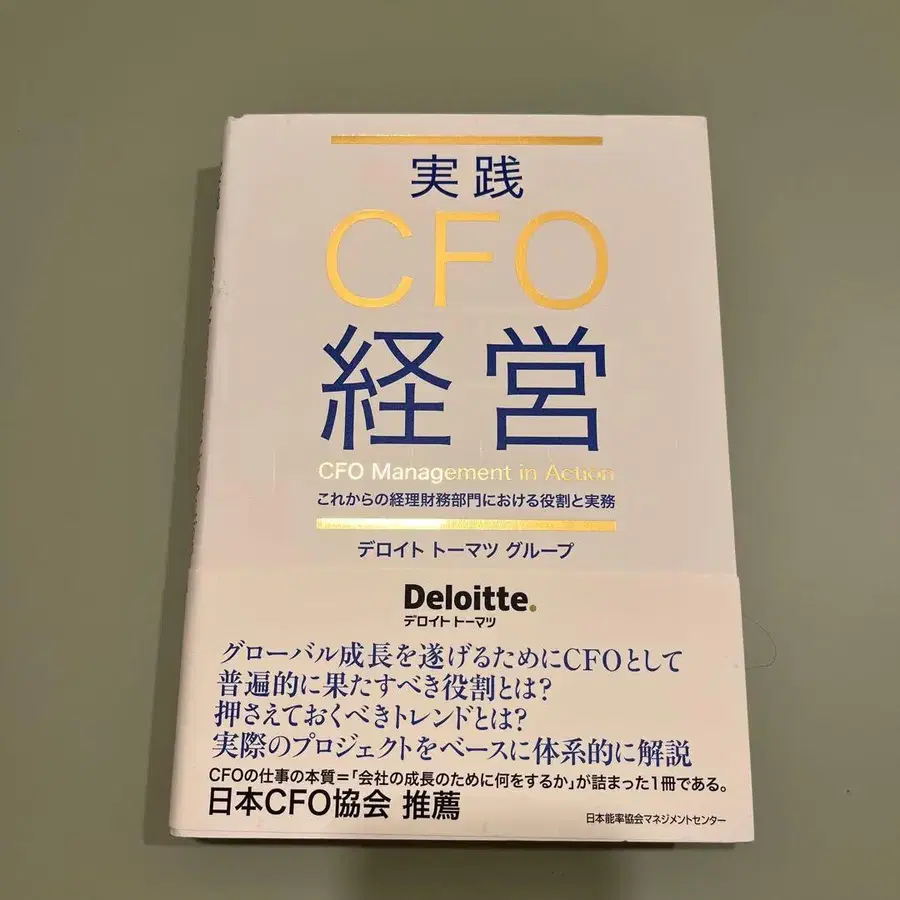 実践
CFO
経営
CFO Management in Action
これからの経理財務部門における役割と実務
デロイト トーマツ グループ
Deloitte.
デロイト トーマツ
グローバル成長を遂げるためにCFOとして
普遍的に果たすべき役割とは?
押さえておくべきトレンドとは?
実際のプロジェクトをベースに体系的に解説
CFOの仕事の本質=「会社の成長のために何をするか」が詰まった1冊である。
日本CFO協会 推薦
日本能率協会マネジメントセンター